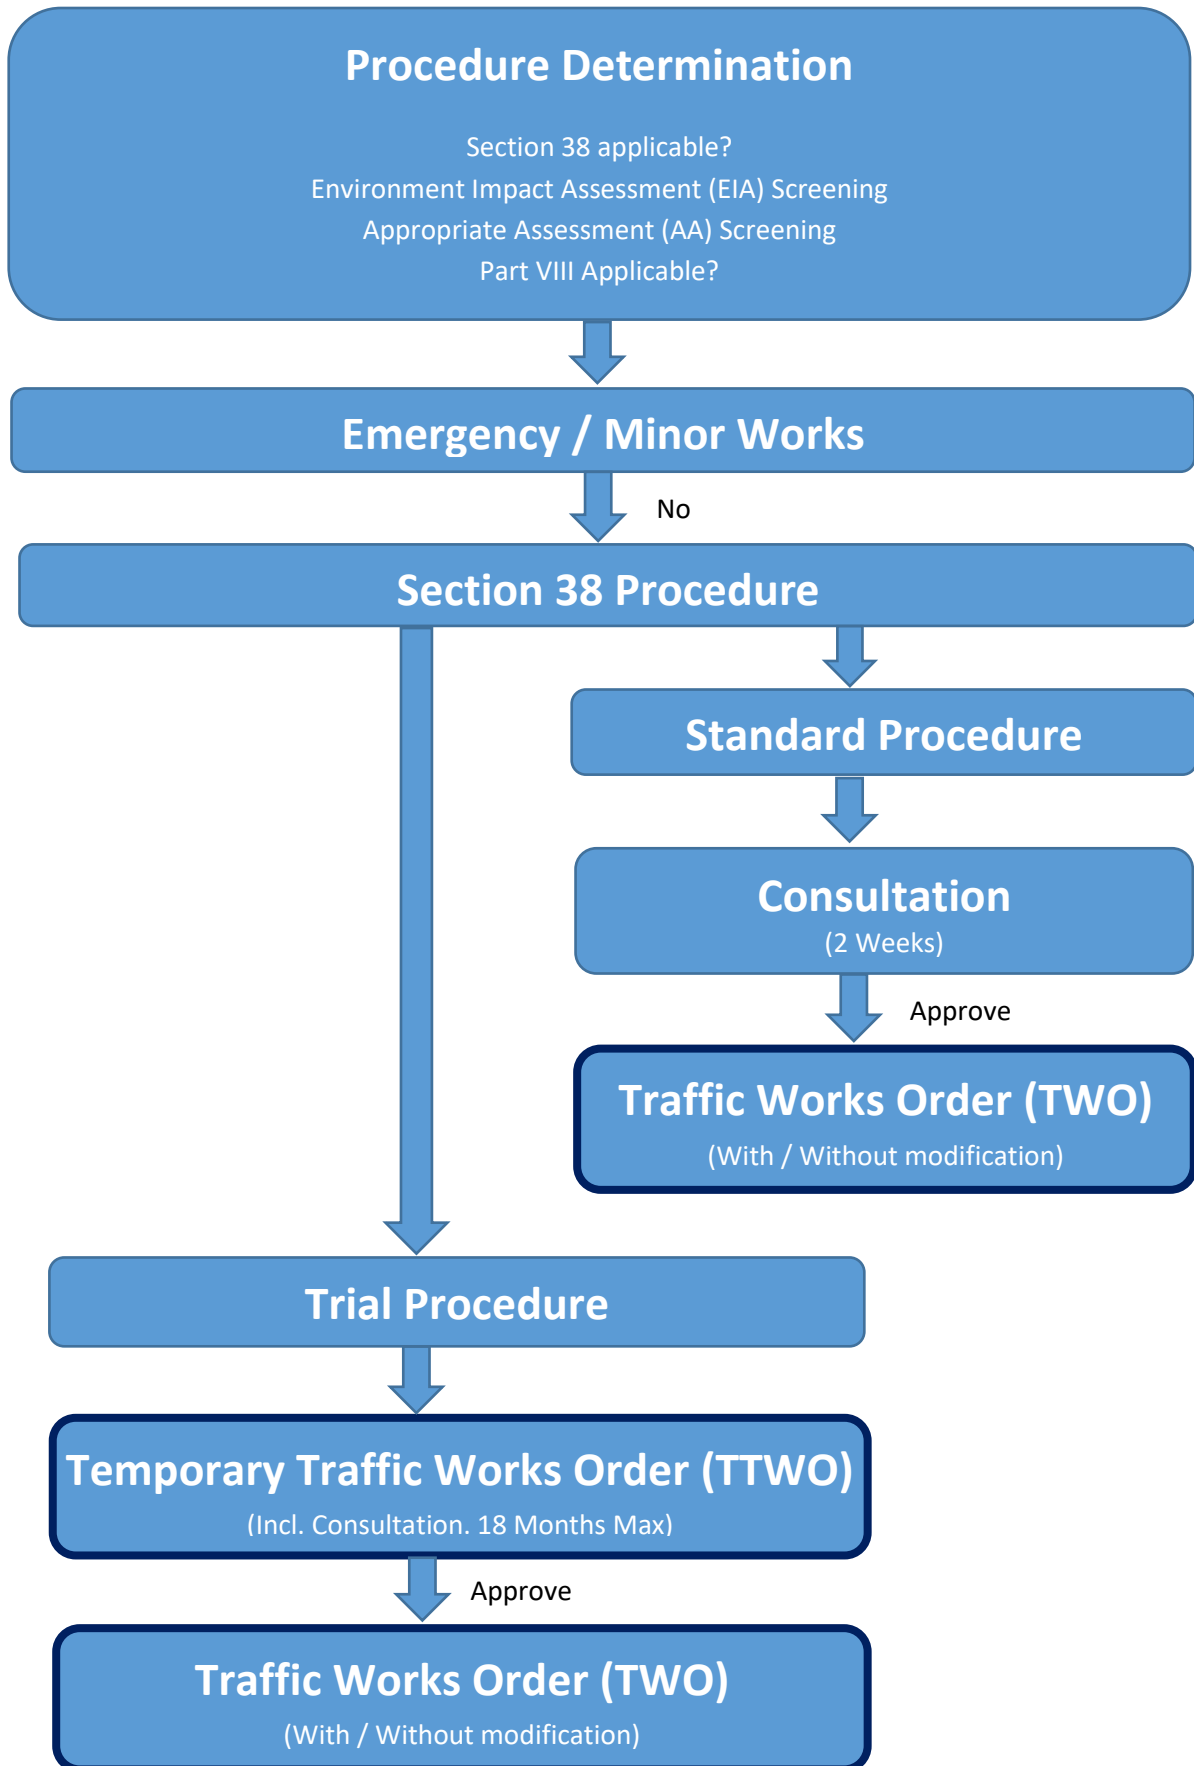 Procedure Determination
Section 38 applicable?
Environment Impact Assessment (EIA) Screening
Appropriate Assessment (AA) Screening
Part VIII Applicable?
Emergency / Minor Works
No
Section 38 Procedure
Standard Procedure
Consultation
(2 Weeks)
Approve
Traffic Works Order (TWO)
(With / Without modification)
Trial Procedure
Temporary Traffic Works Order (TTWO)
(Incl. Consultation. 18 Months Max)
Approve
Traffic Works Order (TWO)
(With / Without modification)